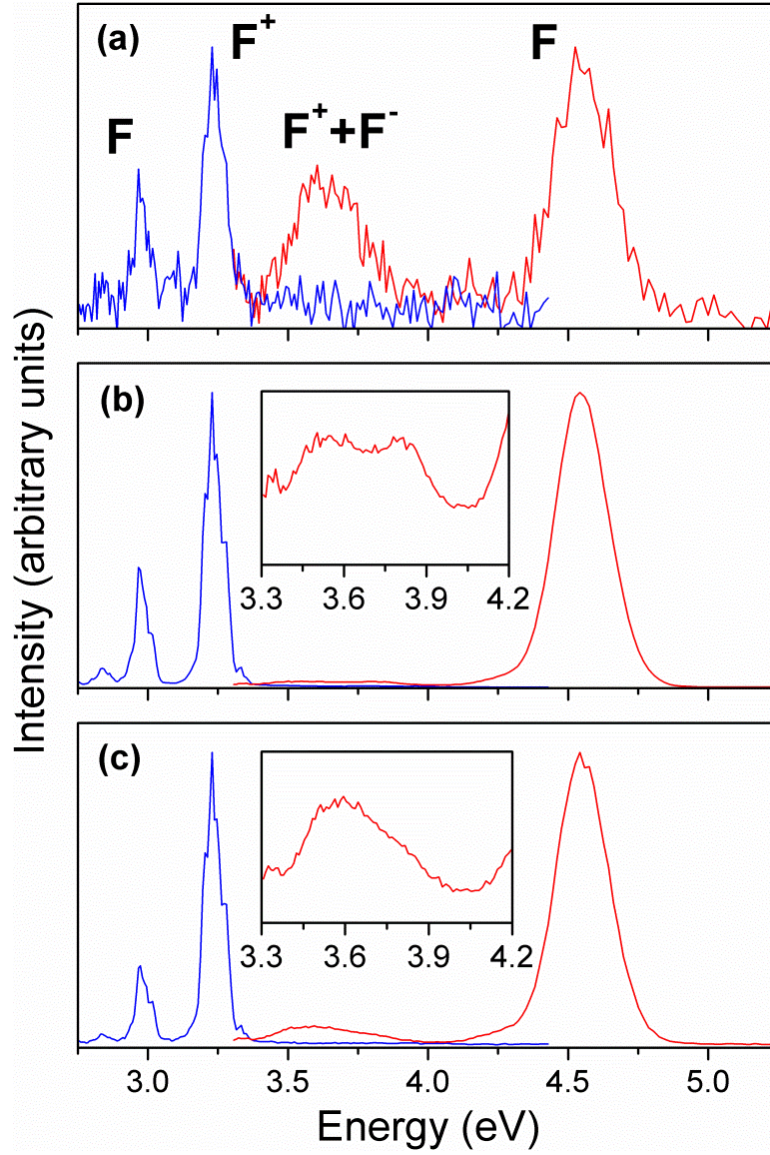 (a)
F⁺
F
F
F⁺+F⁻
(b)
3.3 3.6 3.9 4.2
(c)
3.3 3.6 3.9 4.2
3.0 3.5 4.0 4.5 5.0
Energy (eV)
Intensity (arbitrary units)